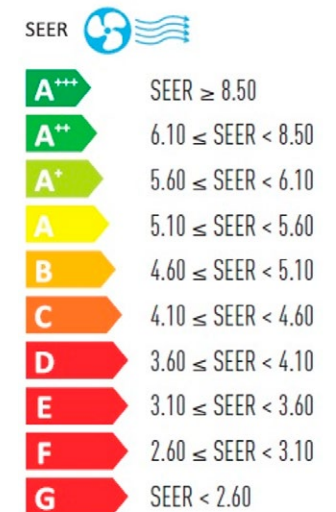 SEER
A+++ SEER ≥ 8.50
A++ 6.10 ≤ SEER < 8.50
A+ 5.60 ≤ SEER < 6.10
A 5.10 ≤ SEER < 5.60
B 4.60 ≤ SEER < 5.10
C 4.10 ≤ SEER < 4.60
D 3.60 ≤ SEER < 4.10
E 3.10 ≤ SEER < 3.60
F 2.60 ≤ SEER < 3.10
G SEER < 2.60